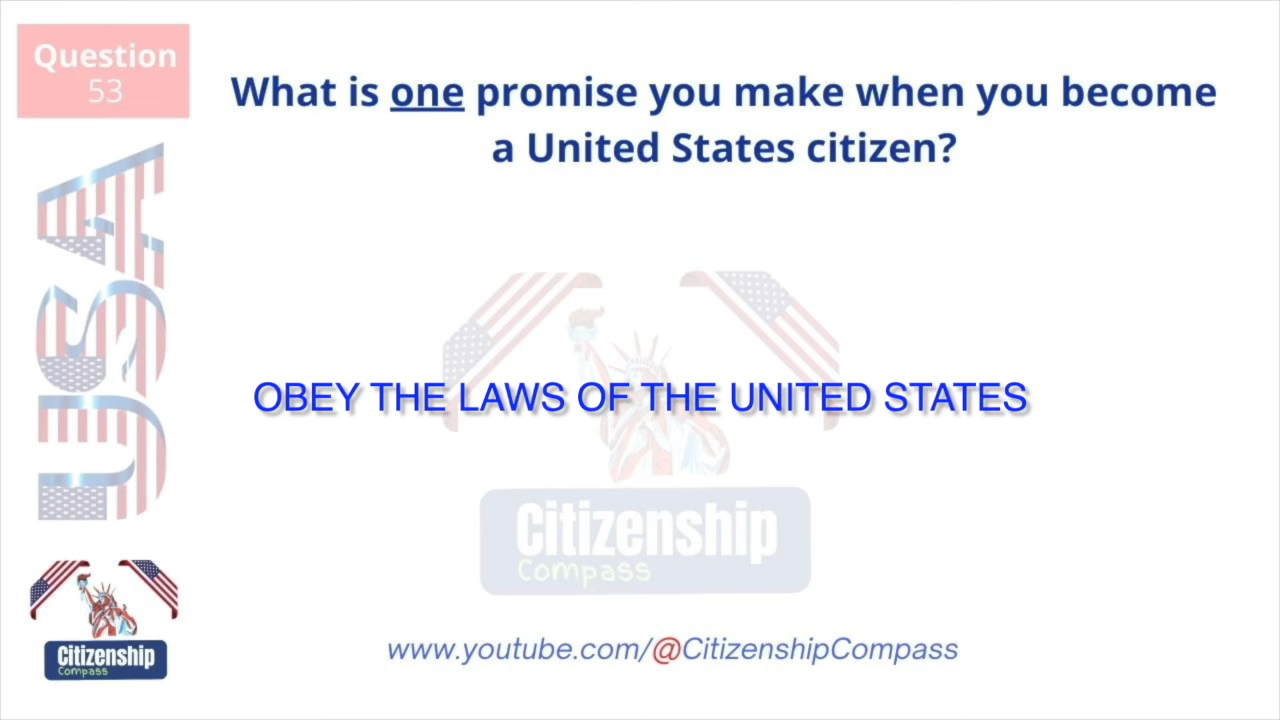 Question
53
What is one promise you make when you become
a United States citizen?
USA
OBEY THE LAWS OF THE UNITED STATES
Citizenship
Compass
Citizenship
Compass
www.youtube.com/@CitizenshipCompass